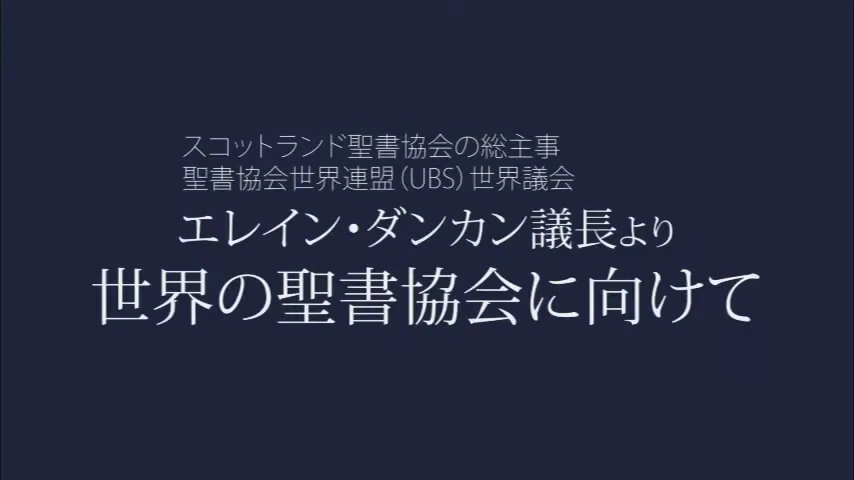 スコットランド聖書協会の総主事
聖書協会世界連盟（UBS）世界議会
エレイン・ダンカン議長より
世界の聖書協会に向けて